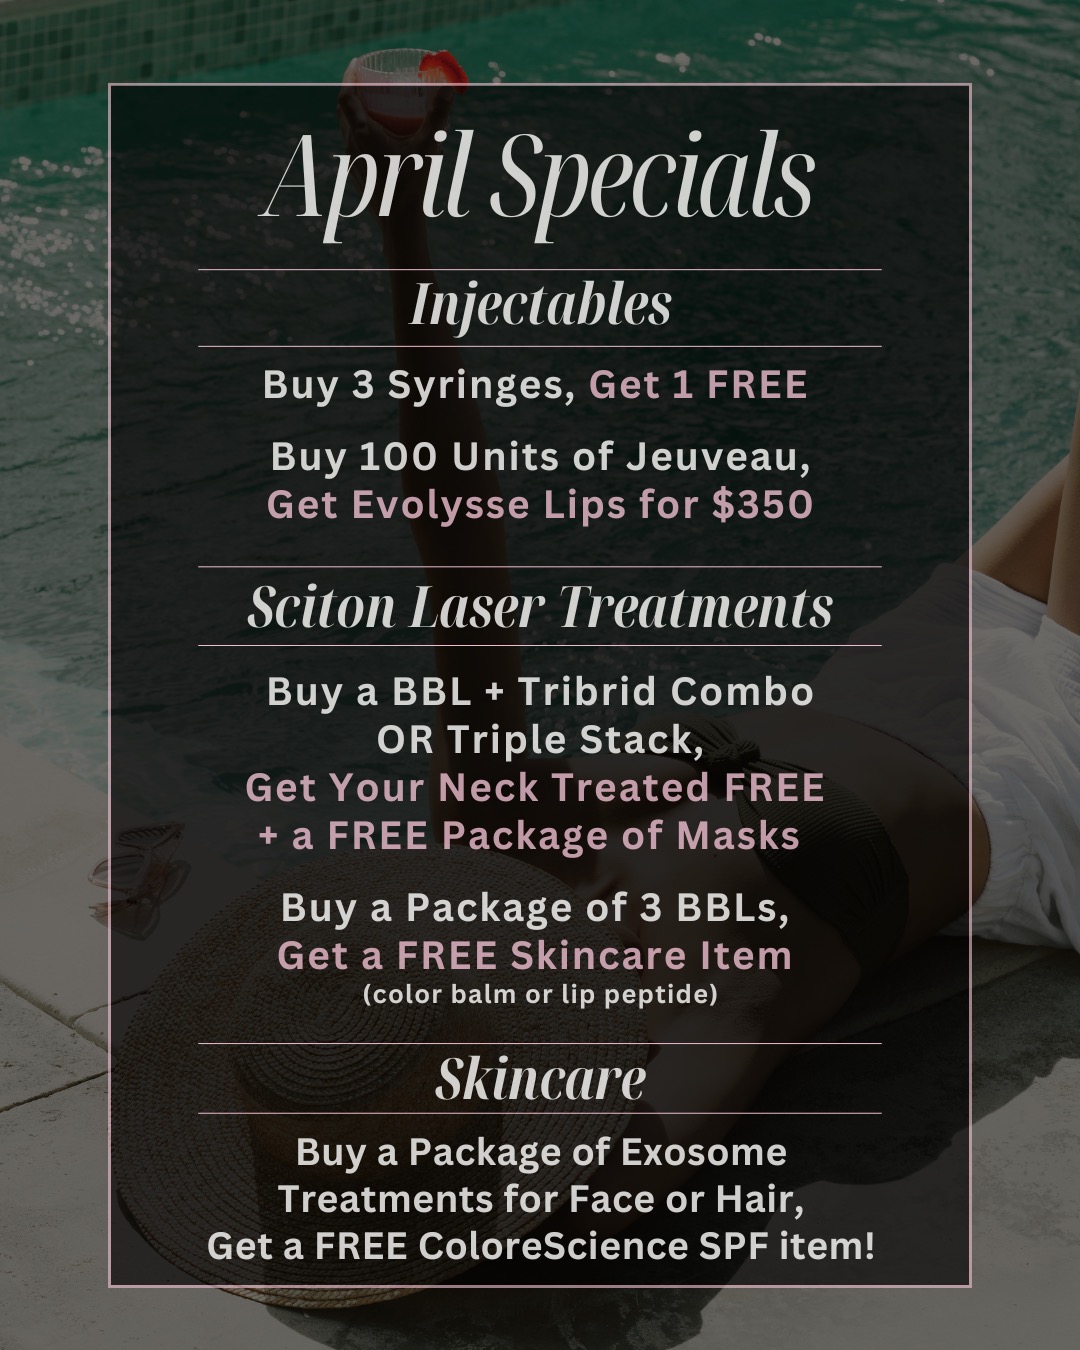 April Specials
Injectables
Buy 3 Syringes, Get 1 FREE
Buy 100 Units of Jeuveau,
Get Evolysse Lips for $350
Sciton Laser Treatments
Buy a BBL + Tribrid Combo
OR Triple Stack,
Get Your Neck Treated FREE
+ a FREE Package of Masks
Buy a Package of 3 BBLs,
Get a FREE Skincare Item
(color balm or lip peptide)
Skincare
Buy a Package of Exosome
Treatments for Face or Hair,
Get a FREE ColoreScience SPF item!